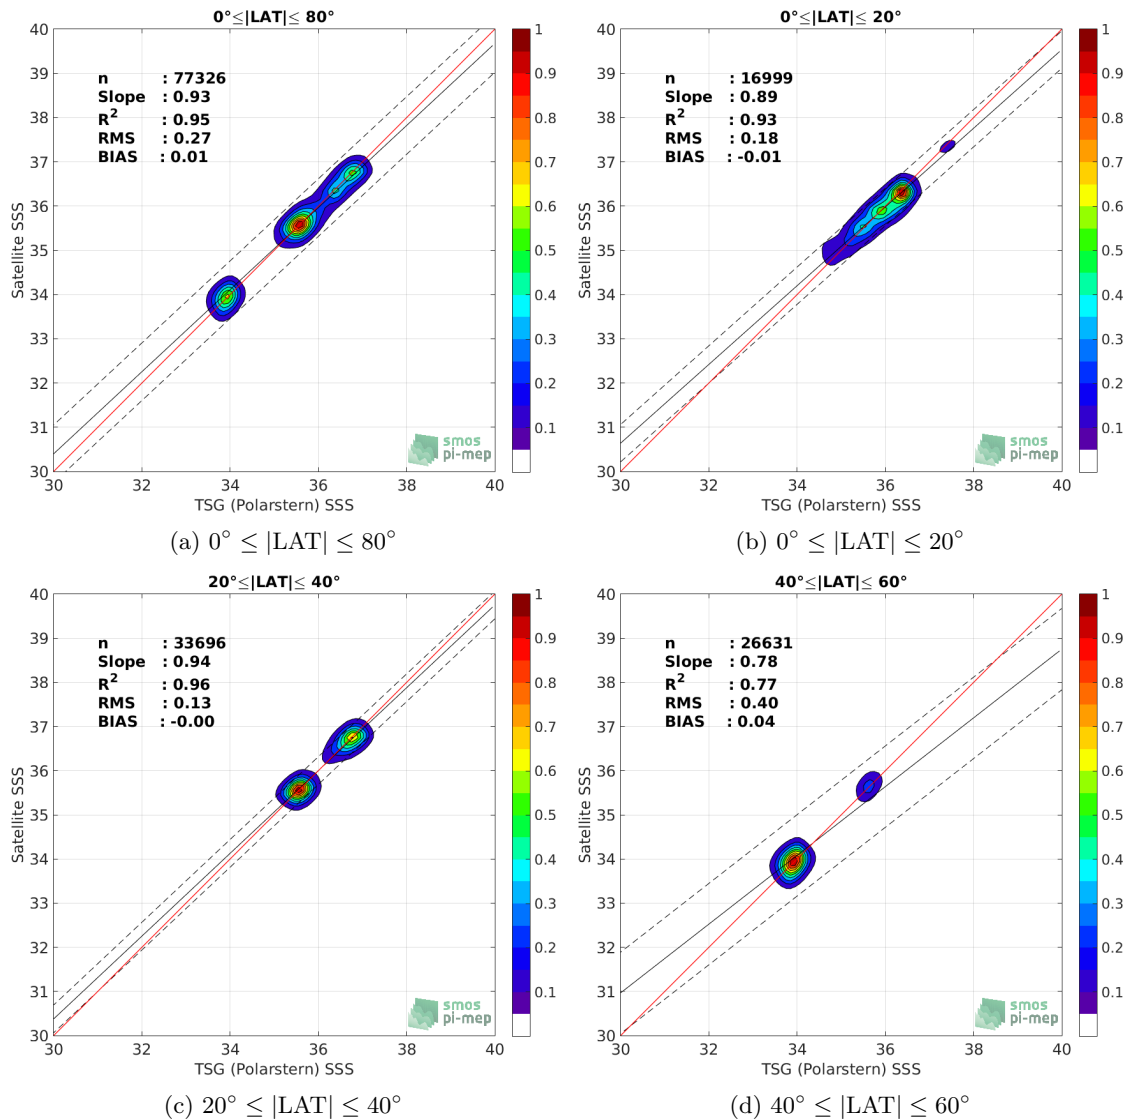 0°≤|LAT|≤ 80°
40
39
38
37
36
35
34
33
32
31
30
Satellite SSS
n : 77326
Slope : 0.93
R² : 0.95
RMS : 0.27
BIAS : 0.01
smos
pi-mep
30 32 34 36 38 40
TSG (Polarstern) SSS
1
0.9
0.8
0.7
0.6
0.5
0.4
0.3
0.2
0.1
(a) 0° ≤ |LAT| ≤ 80°
0°≤|LAT|≤ 20°
40
39
38
37
36
35
34
33
32
31
30
Satellite SSS
n : 16999
Slope : 0.89
R² : 0.93
RMS : 0.18
BIAS : -0.01
smos
pi-mep
30 32 34 36 38 40
TSG (Polarstern) SSS
1
0.9
0.8
0.7
0.6
0.5
0.4
0.3
0.2
0.1
(b) 0° ≤ |LAT| ≤ 20°
20°≤|LAT|≤ 40°
40
39
38
37
36
35
34
33
32
31
30
Satellite SSS
n : 33696
Slope : 0.94
R² : 0.96
RMS : 0.13
BIAS : -0.00
smos
pi-mep
30 32 34 36 38 40
TSG (Polarstern) SSS
1
0.9
0.8
0.7
0.6
0.5
0.4
0.3
0.2
0.1
(c) 20° ≤ |LAT| ≤ 40°
40°≤|LAT|≤ 60°
40
39
38
37
36
35
34
33
32
31
30
Satellite SSS
n : 26631
Slope : 0.78
R² : 0.77
RMS : 0.40
BIAS : 0.04
smos
pi-mep
30 32 34 36 38 40
TSG (Polarstern) SSS
1
0.9
0.8
0.7
0.6
0.5
0.4
0.3
0.2
0.1
(d) 40° ≤ |LAT| ≤ 60°